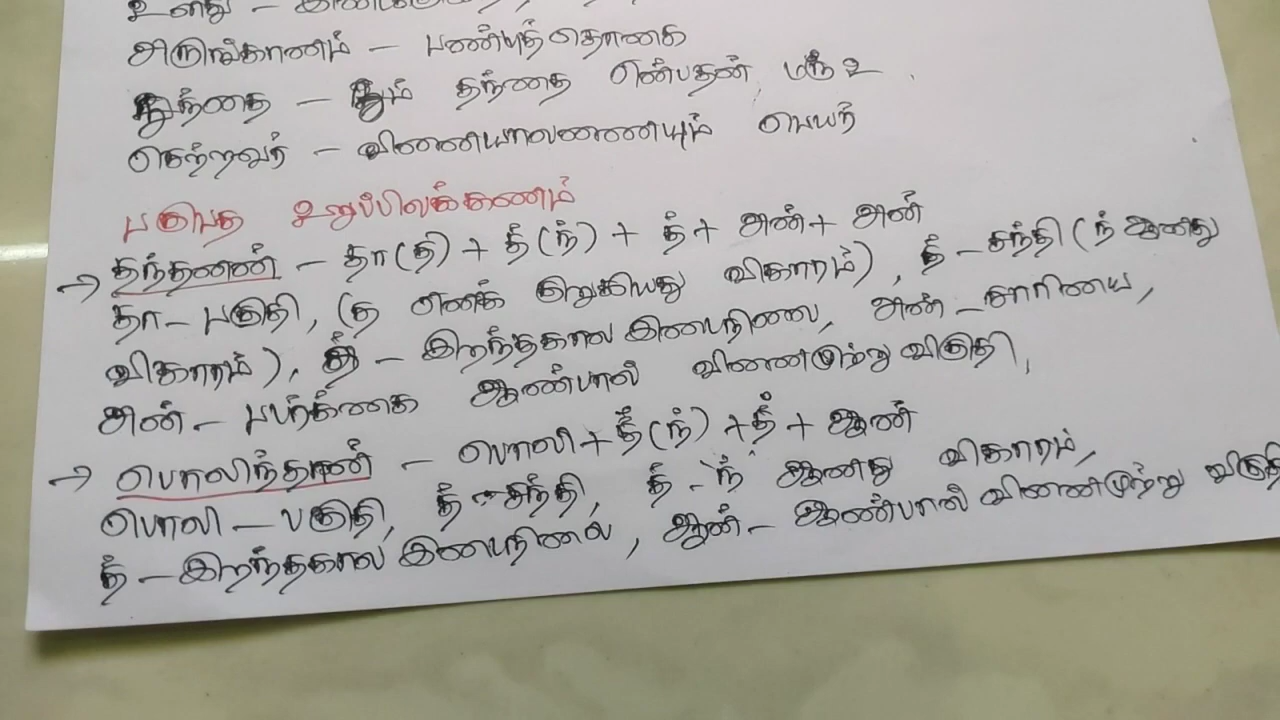 அருங்கானம் – பண்புத்தொகை
நுந்தை – நும் தந்தை என்பதன் மரூஉ.
செற்றவர் – வினையாலணையும் பெயர்
பகுபத உறுப்பிலக்கணம்
→ தந்தனன் – தா(த) + த்(ந்) + த் + அன் + அன்
தா – பகுதி, (த எனக் குறுகியது விகாரம்), த் – சந்தி (ந் ஆனது
விகாரம்), த் – இறந்தகால இடைநிலை, அன் – சாரியை,
அன் – படர்க்கை ஆண்பால் வினைமுற்று விகுதி,
→ பொலிந்தான் – பொலி + த்(ந்) + த் + ஆன்
பொலி – பகுதி, த் – சந்தி, த் – ந் ஆனது விகாரம்,
த் – இறந்தகால இடைநிலை, ஆன் – ஆண்பால் வினைமுற்று விகுதி